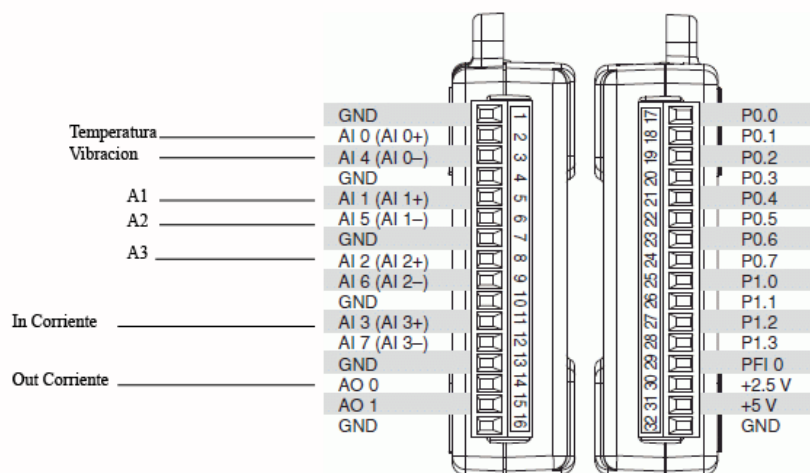 GND 1 17 P0.0
Temperatura AI 0 (AI 0+) 2 18 P0.1
Vibracion AI 4 (AI 0–) 3 19 P0.2
GND 4 20 P0.3
A1 AI 1 (AI 1+) 5 21 P0.4
A2 AI 5 (AI 1–) 6 22 P0.5
GND 7 23 P0.6
A3 AI 2 (AI 2+) 8 24 P0.7
AI 6 (AI 2–) 9 25 P1.0
GND 10 26 P1.1
In Corriente AI 3 (AI 3+) 11 27 P1.2
AI 7 (AI 3–) 12 28 P1.3
GND 13 29 PFI 0
Out Corriente AO 0 14 30 +2.5 V
AO 1 15 31 +5 V
GND 16 32 GND